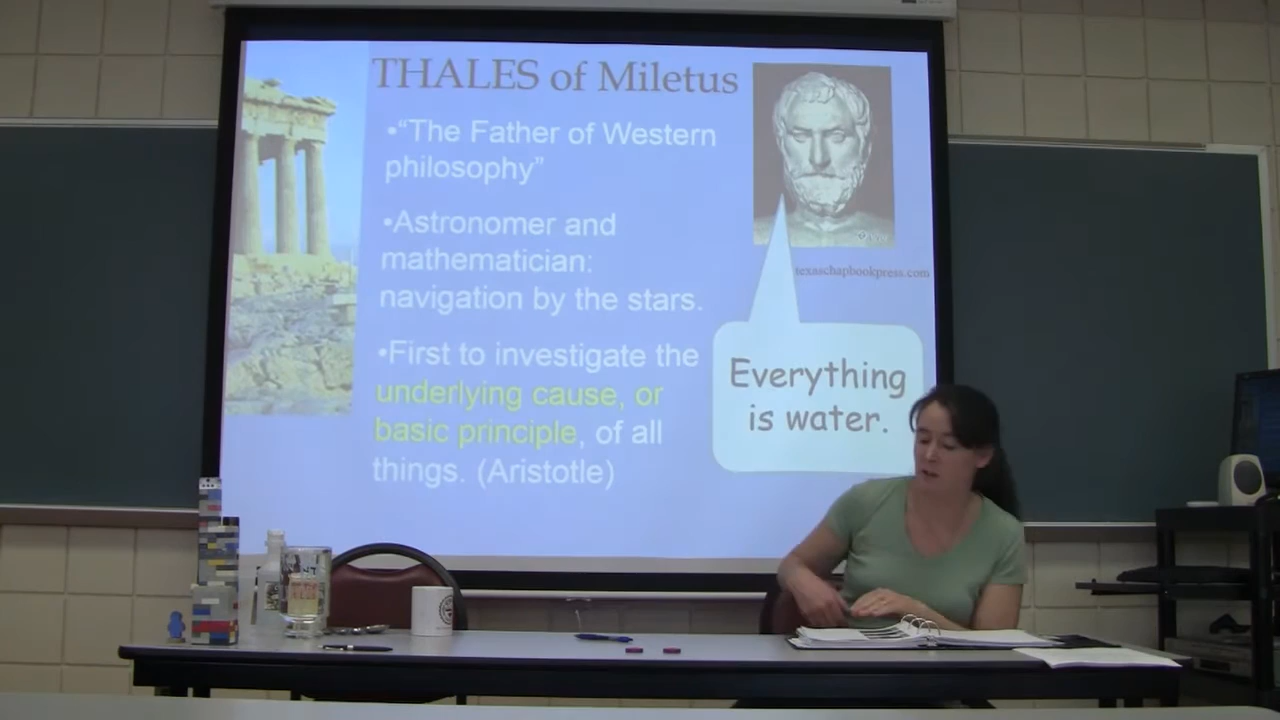 THALES of Miletus
•“The Father of Western
philosophy”
•Astronomer and
mathematician:
navigation by the stars.
•First to investigate the
underlying cause, or
basic principle, of all
things. (Aristotle)
texaschapbookpress.com
Everything
is water.